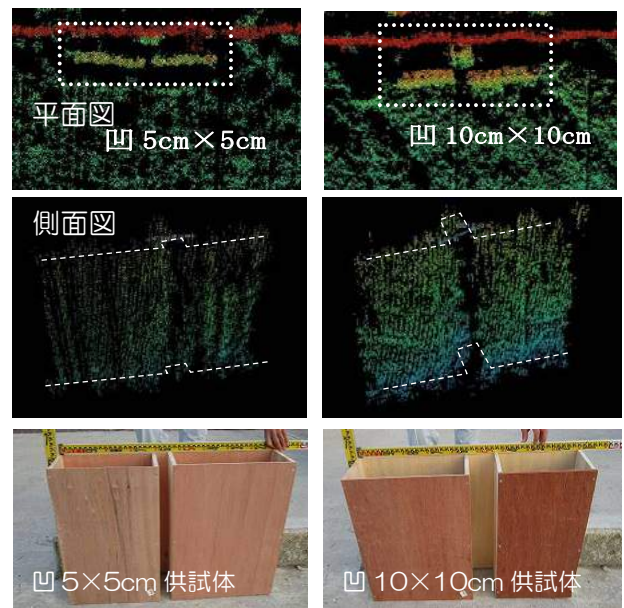 平面図
凹 5cm×5cm
凹 10cm×10cm
側面図
凹 5×5cm 供試体
凹 10×10cm 供試体